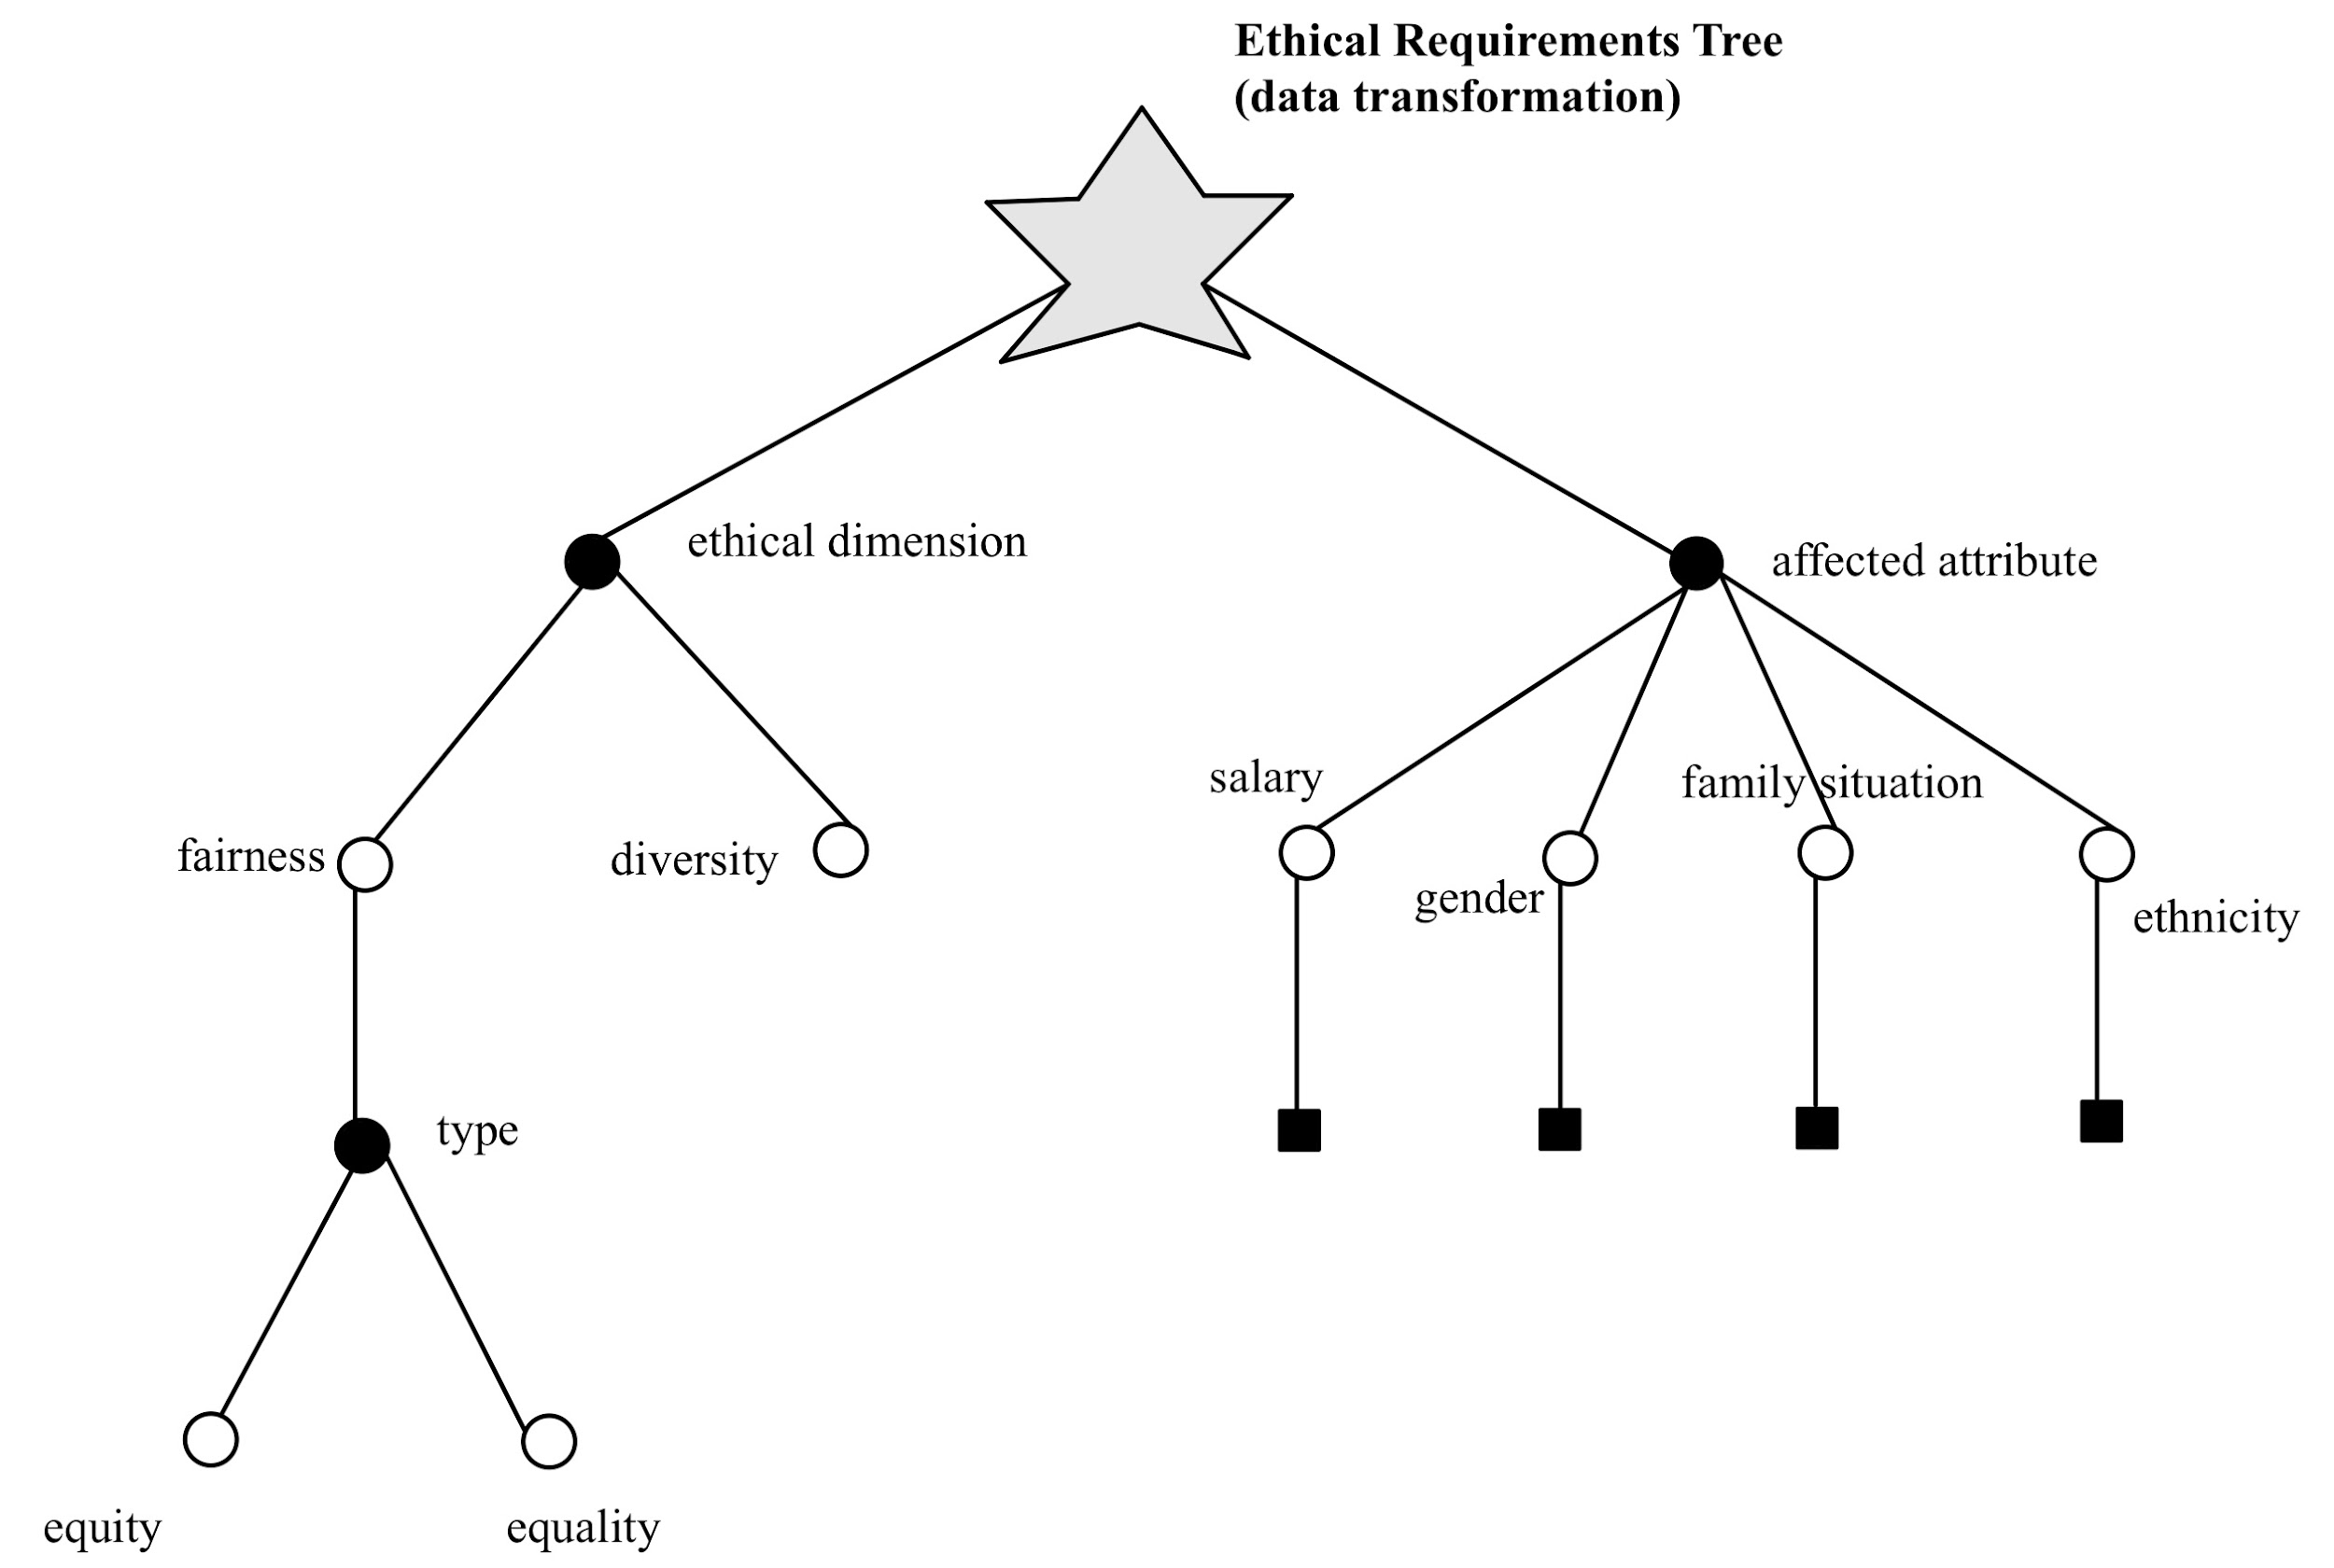 Ethical Requirements Tree
(data transformation)
ethical dimension
affected attribute
salary
family situation
fairness
diversity
gender
ethnicity
type
equity
equality